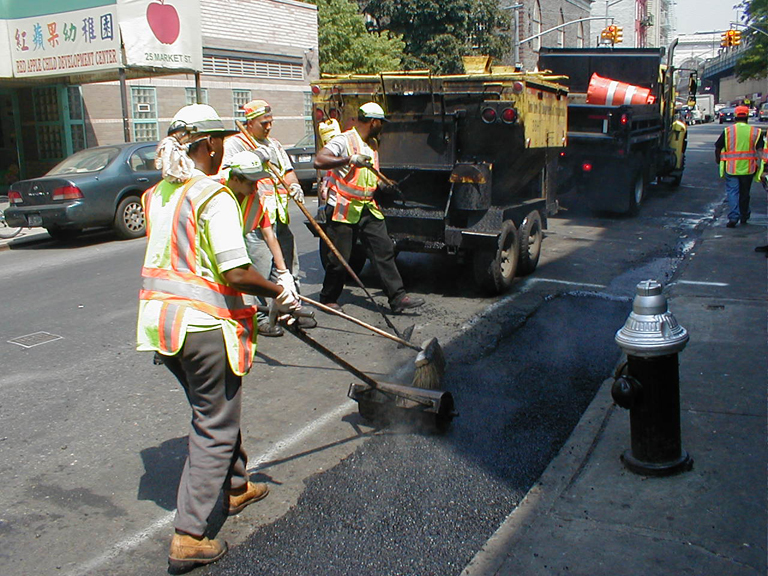 紅蘋果幼稚園
RED APPLE CHILD DEVELOPMENT CENTER
25 MARKET ST.